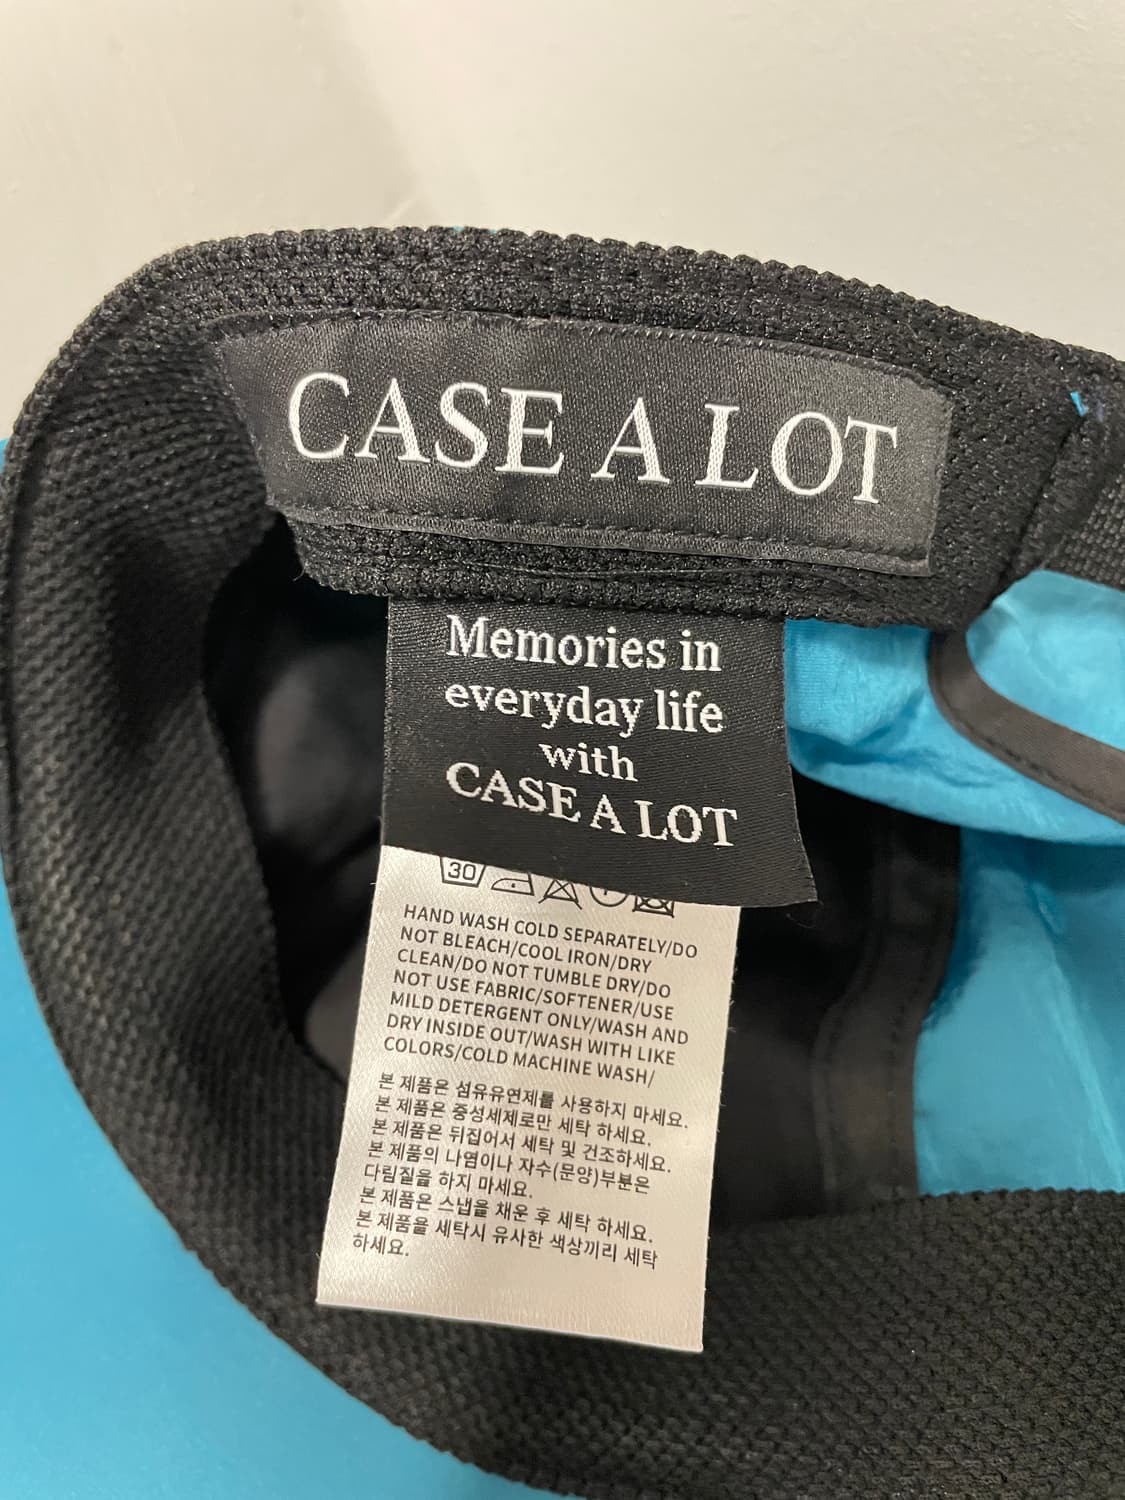 CASE A LOT
Memories in
everyday life
with
CASE A LOT
30
HAND WASH COLD SEPARATELY/DO
NOT BLEACH/COOL IRON/DRY
CLEAN/DO NOT TUMBLE DRY/DO
NOT USE FABRIC/SOFTENER/USE
MILD DETERGENT ONLY/WASH AND
DRY INSIDE OUT/WASH WITH LIKE
COLORS/COLD MACHINE WASH/
본 제품은 섬유유연제를 사용하지 마세요.
본 제품은 중성세제로만 세탁 하세요.
본 제품은 뒤집어서 세탁 및 건조하세요.
본 제품의 나염이나 자수(문양)부분은
다림질을 하지 마세요.
본 제품은 스냅을 채운 후 세탁 하세요.
본 제품을 세탁시 유사한 색상끼리 세탁
하세요.